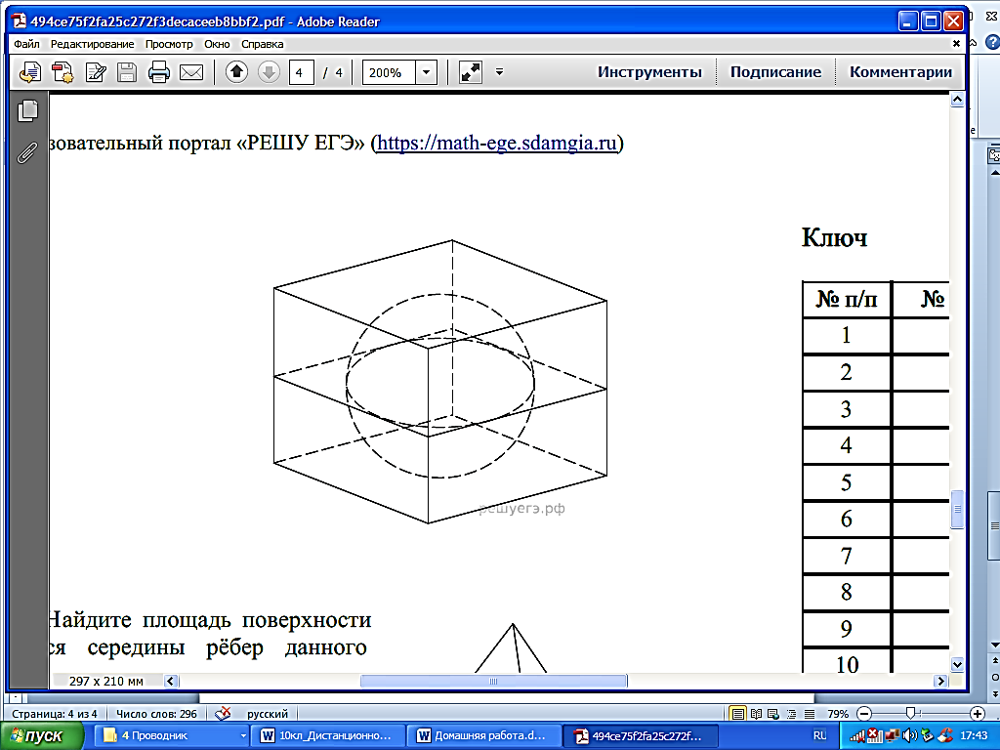 494ce75f2fa25c272f3decaceeb8bbf2.pdf - Adobe Reader
Файл Редактирование Просмотр Окно Справка
4 / 4 200% Инструменты Подписание Комментарии
зовательный портал «РЕШУ ЕГЭ» (https://math-ege.sdamgia.ru)
Ключ
№ п/п №
1
2
3
4
5
6
7
8
9
10
решуегэ.рф
Найдите площадь поверхности
ся середины рёбер данного
297 x 210 мм
Страница: 4 из 4 Число слов: 296 русский 79%
пуск 4 Проводник 10кл_Дистанционно... Домашняя работа.d... 494ce75f2fa25c272f... RU 17:43